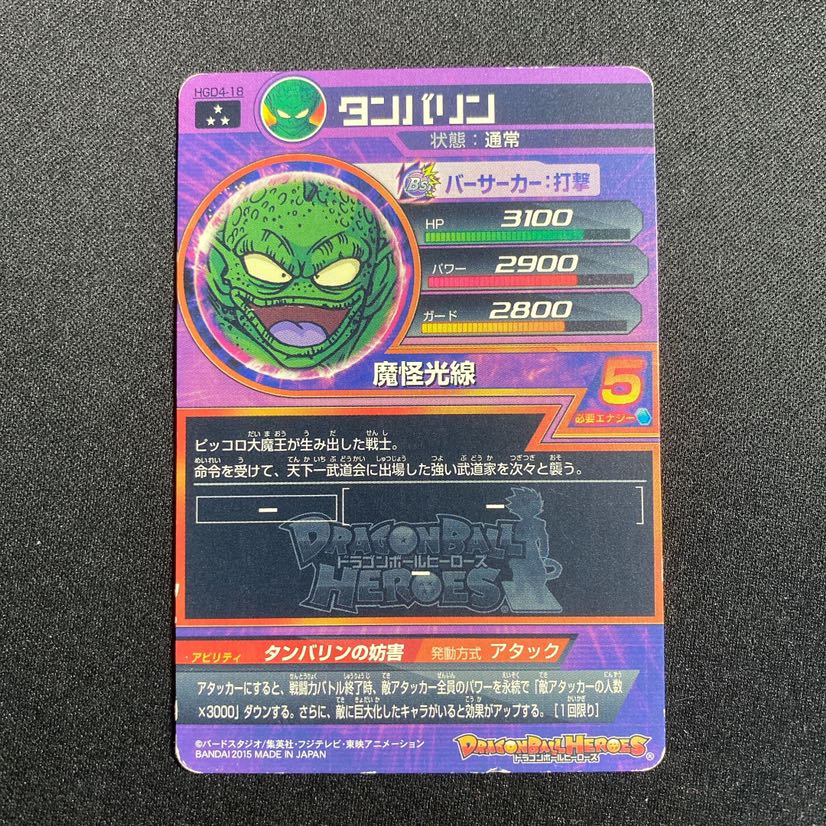 HGD4-18
タンバリン
状態：通常
Bs バーサーカー：打撃
HP 3100
パワー 2900
ガード 2800
魔怪光線
5
必要エナジー
ピッコロ大魔王が生み出した戦士。
命令を受けて、天下一武道会に出場した強い武道家を次々と襲う。
DRAGONBALL
ドラゴンボールヒーローズ
HEROES
アビリティ タンバリンの妨害 発動方式 アタック
アタッカーにすると、戦闘力バトル終了時、敵アタッカー全員のパワーを永続で「敵アタッカーの人数
×3000」ダウンする。さらに、敵に巨大化したキャラがいると効果がアップする。［1回限り］
©バードスタジオ/集英社・フジテレビ・東映アニメーション
BANDAI 2015 MADE IN JAPAN
DRAGONBALL HEROES
ドラゴンボールヒーローズ